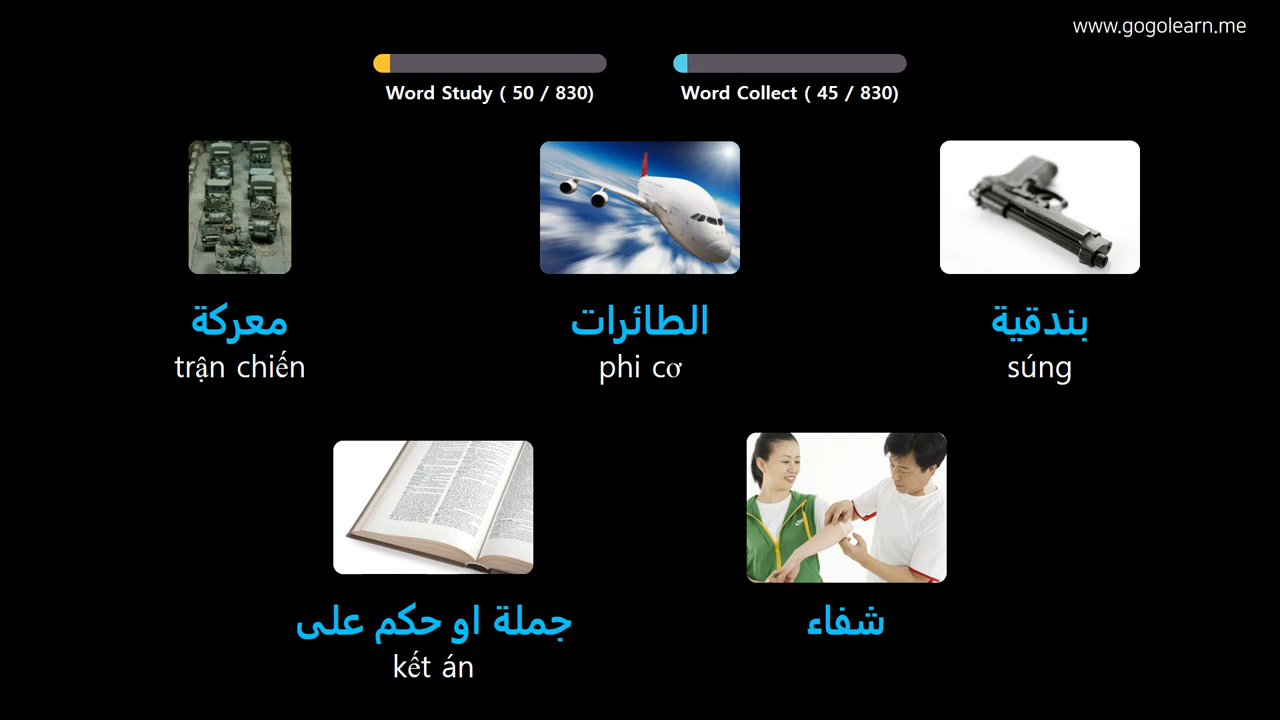 www.gogolearn.me
Word Study ( 50 / 830)
Word Collect ( 45 / 830)
معركة
trận chiến
الطائرات
phi cơ
بندقية
súng
جملة او حكم على
kết án
شفاء